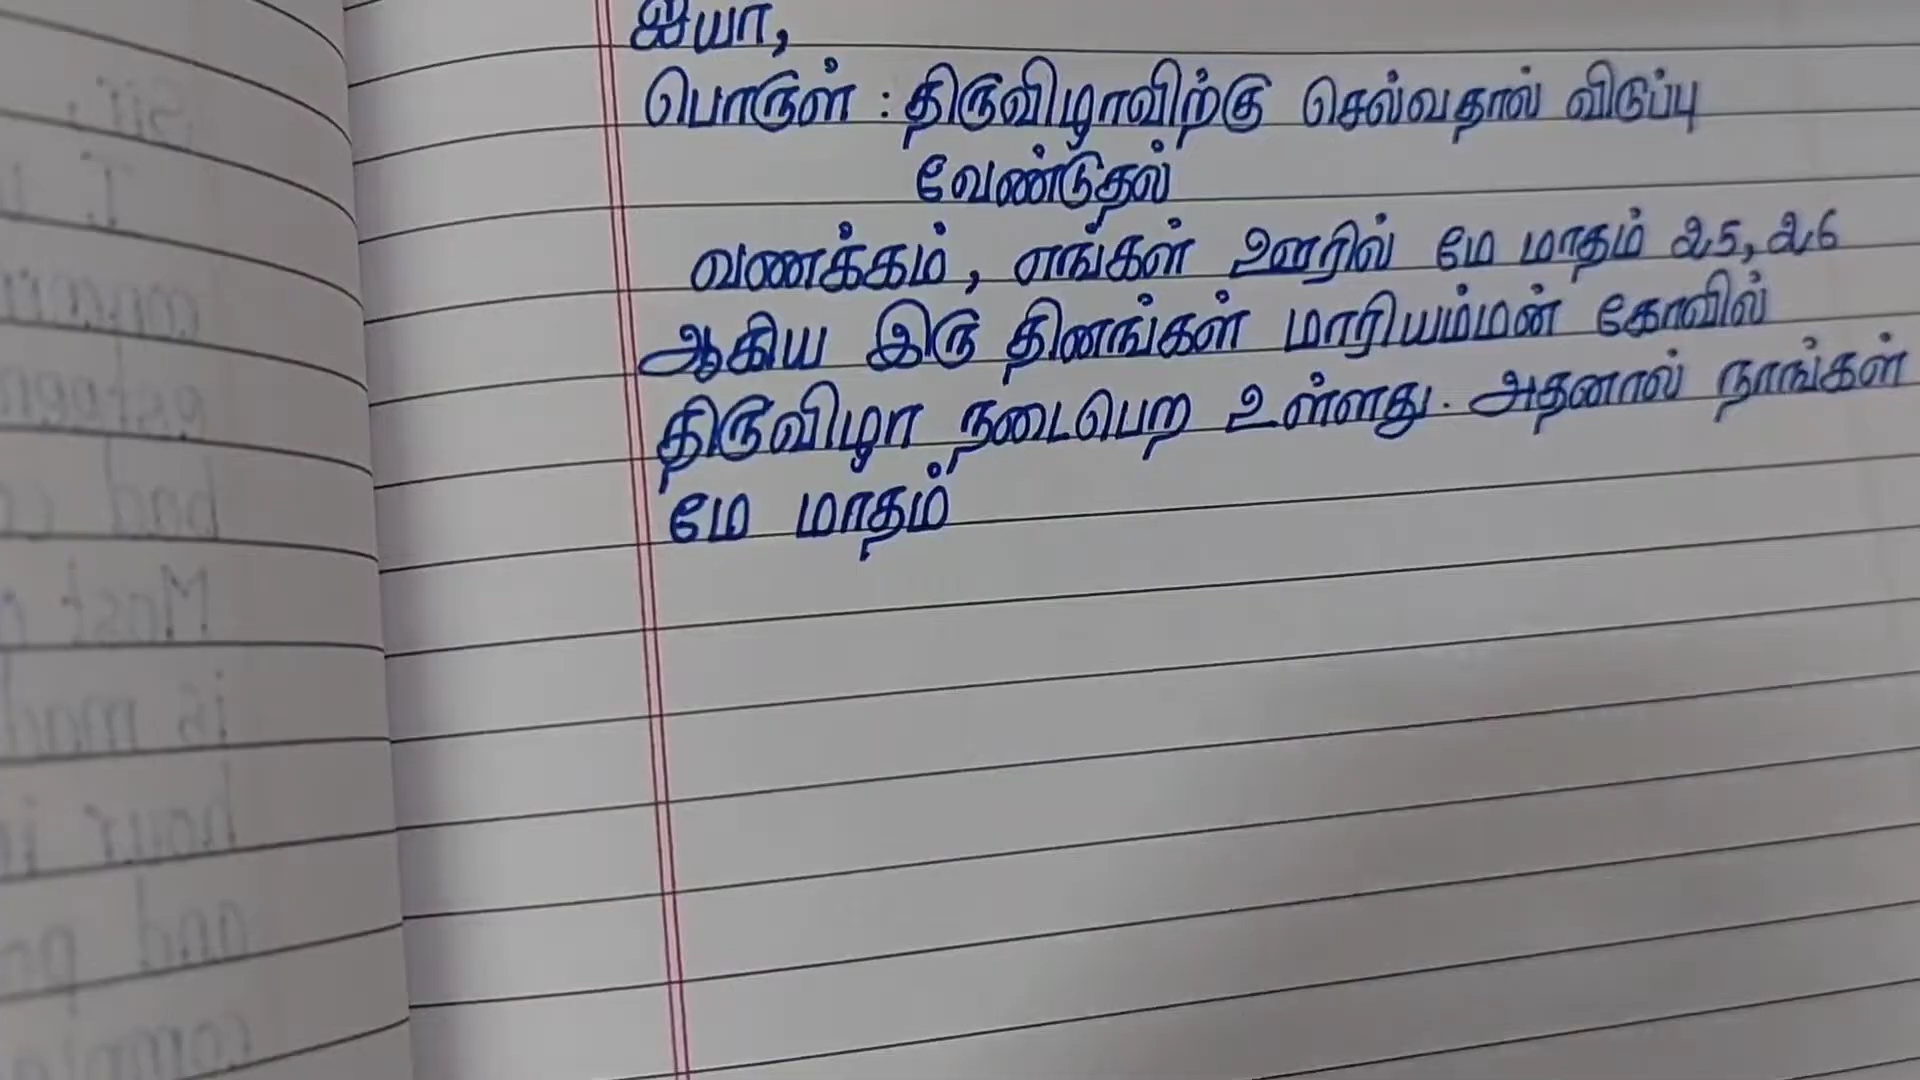 ஐயா,
பொருள் : திருவிழாவிற்கு செல்வதால் விடுப்பு
வேண்டுதல்
வணக்கம், எங்கள் ஊரில் மே மாதம் 25, 26
ஆகிய இரு தினங்கள் மாரியம்மன் கோவில்
திருவிழா நடைபெற உள்ளது. அதனால் நாங்கள்
மே மாதம்